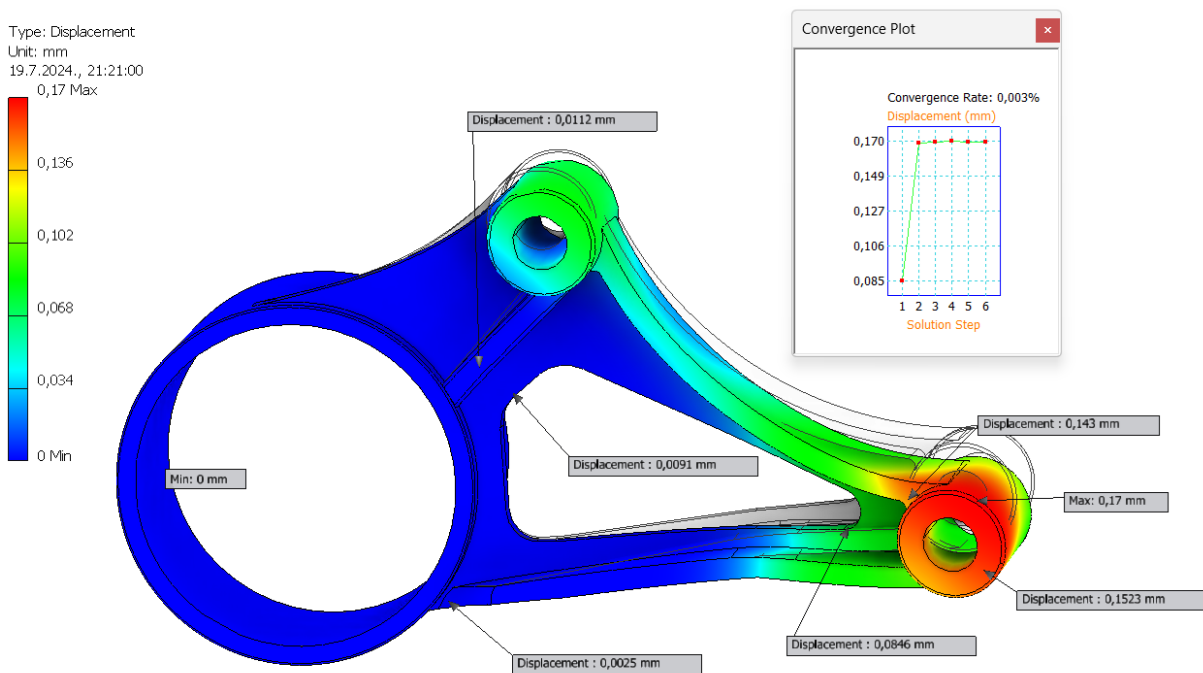 Type: Displacement
Unit: mm
19.7.2024., 21:21:00
0,17 Max
0,136
0,102
0,068
0,034
0 Min
Displacement : 0,0112 mm
Min: 0 mm
Displacement : 0,0091 mm
Displacement : 0,0025 mm
Displacement : 0,0846 mm
Displacement : 0,143 mm
Max: 0,17 mm
Displacement : 0,1523 mm
Convergence Plot
Convergence Rate: 0,003%
Displacement (mm)
0,170
0,149
0,127
0,106
0,085
1 2 3 4 5 6
Solution Step